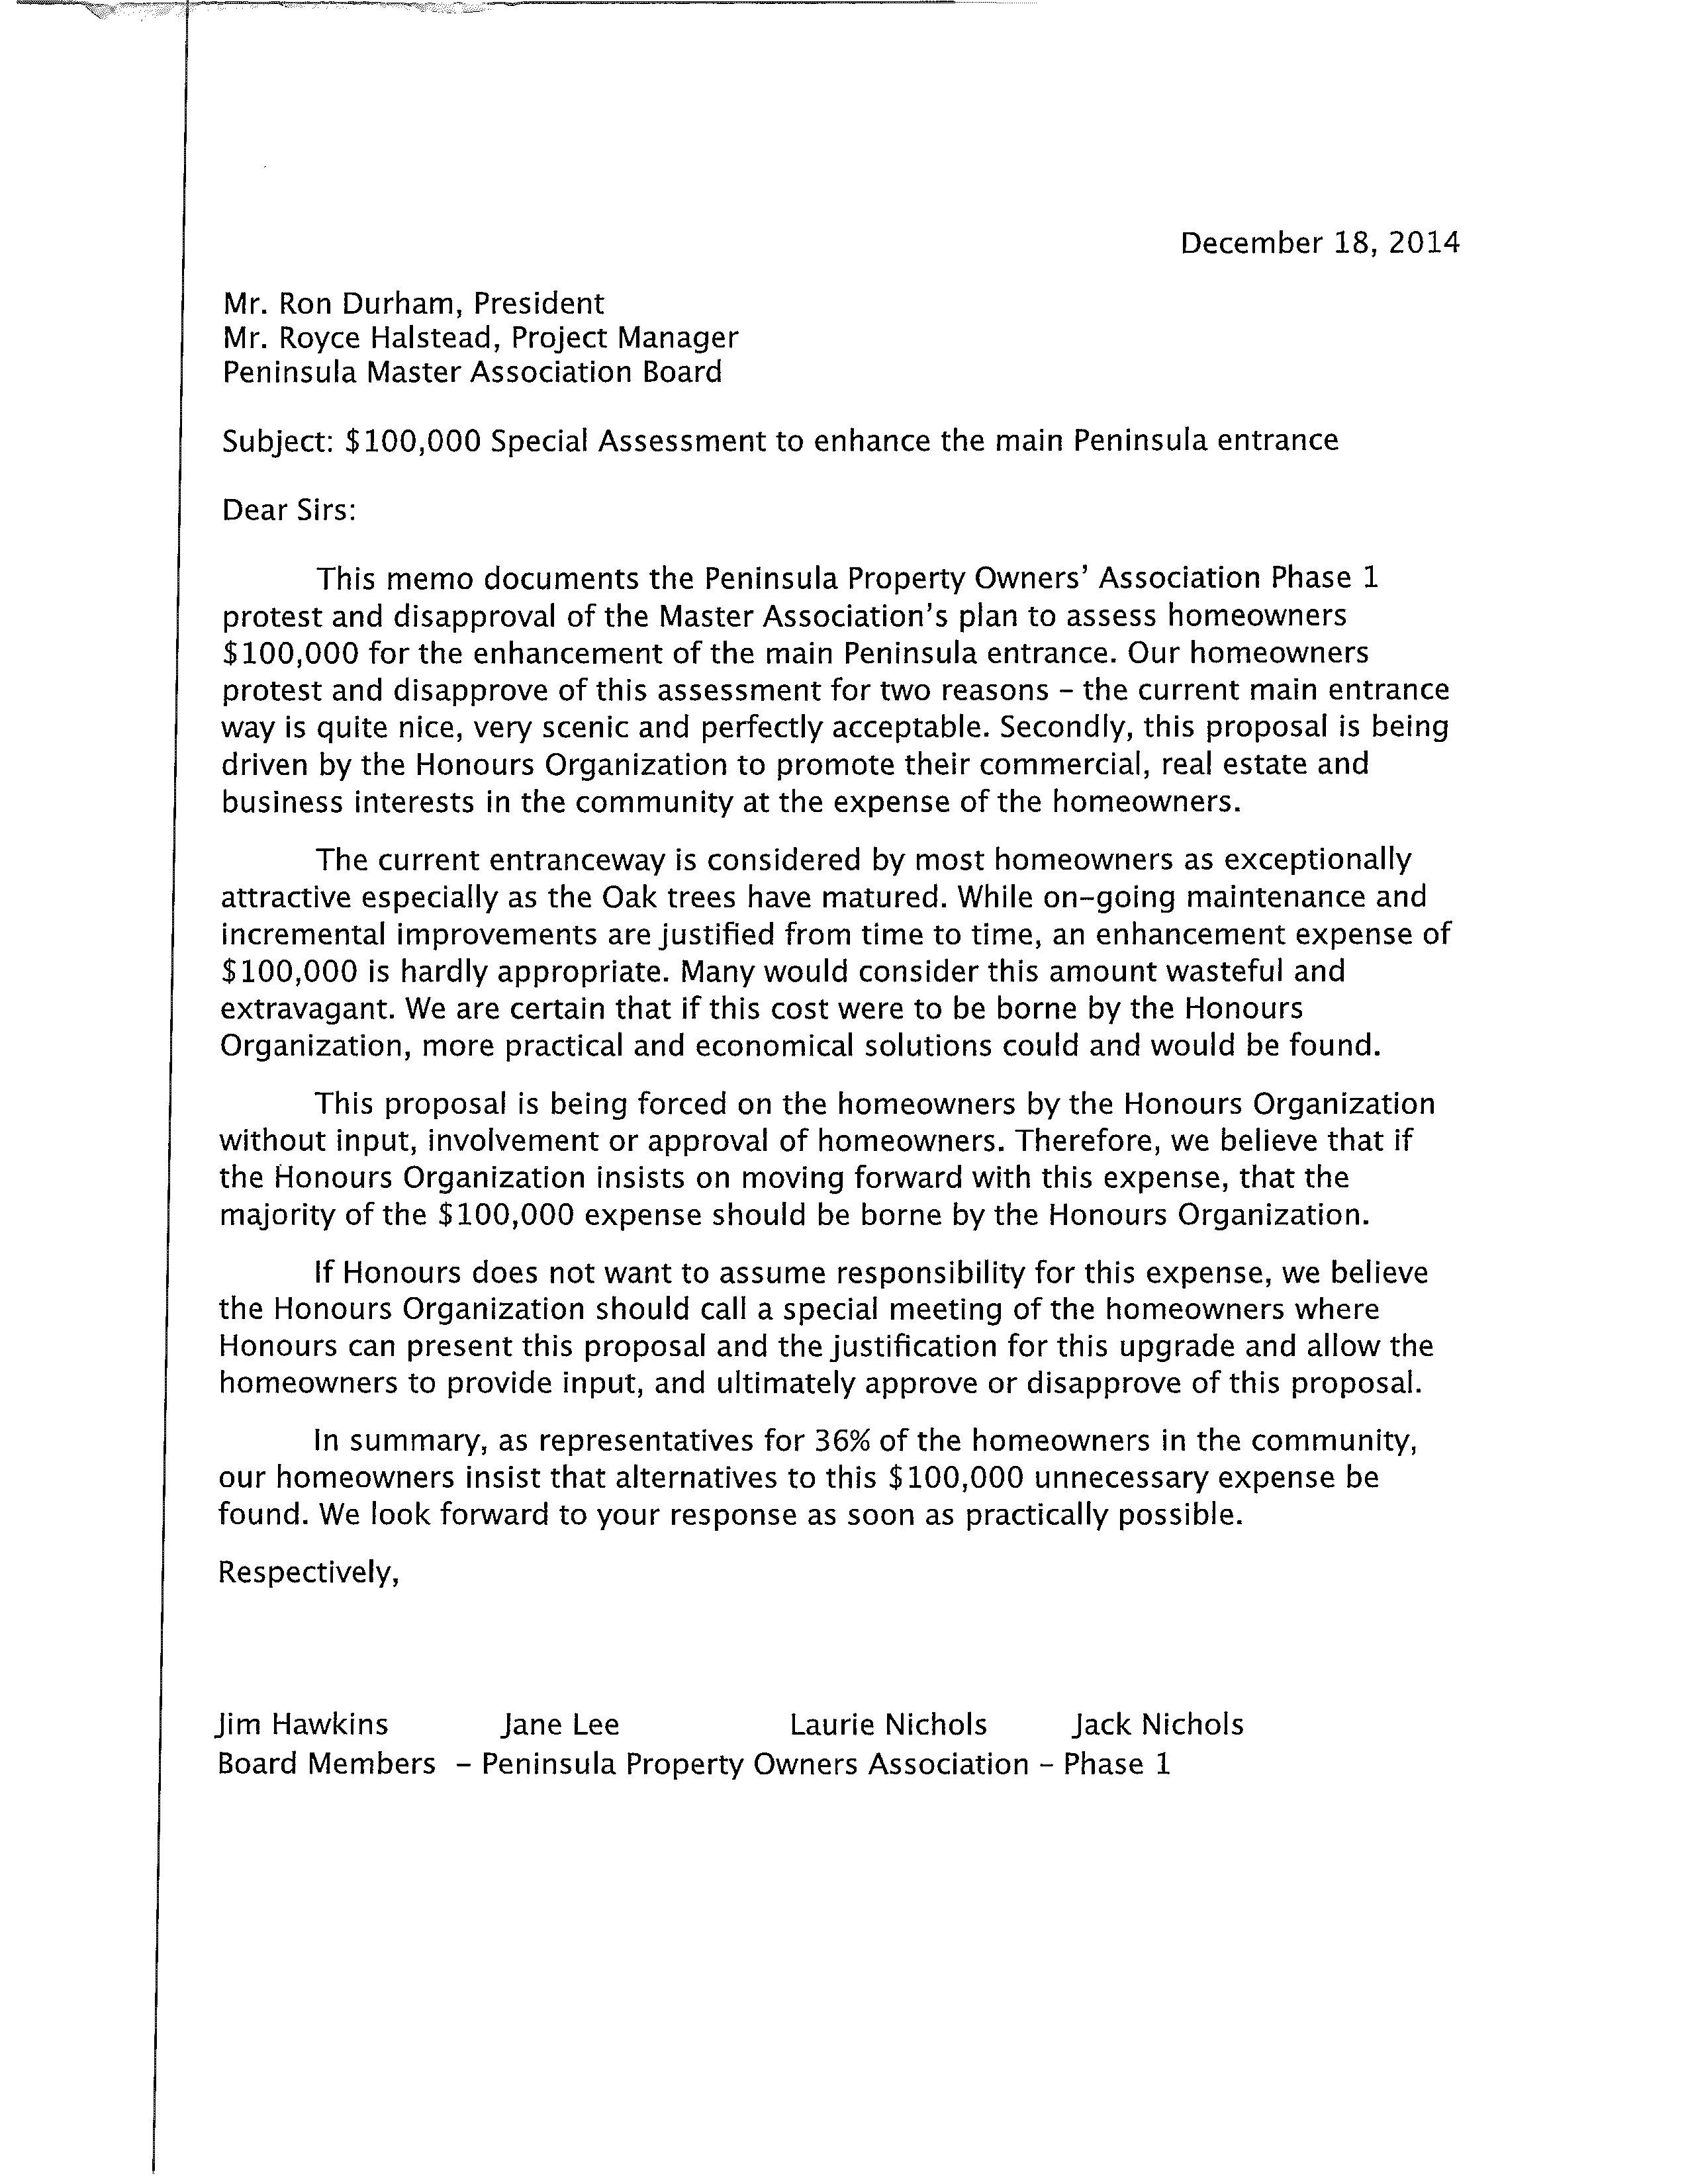 December 18, 2014
Mr. Ron Durham, President
Mr. Royce Halstead, Project Manager
Peninsula Master Association Board
Subject: $100,000 Special Assessment to enhance the main Peninsula entrance
Dear Sirs:
This memo documents the Peninsula Property Owners' Association Phase 1
protest and disapproval of the Master Association's plan to assess homeowners
$100,000 for the enhancement of the main Peninsula entrance. Our homeowners
protest and disapprove of this assessment for two reasons – the current main entrance
way is quite nice, very scenic and perfectly acceptable. Secondly, this proposal is being
driven by the Honours Organization to promote their commercial, real estate and
business interests in the community at the expense of the homeowners.
The current entranceway is considered by most homeowners as exceptionally
attractive especially as the Oak trees have matured. While on-going maintenance and
incremental improvements are justified from time to time, an enhancement expense of
$100,000 is hardly appropriate. Many would consider this amount wasteful and
extravagant. We are certain that if this cost were to be borne by the Honours
Organization, more practical and economical solutions could and would be found.
This proposal is being forced on the homeowners by the Honours Organization
without input, involvement or approval of homeowners. Therefore, we believe that if
the Honours Organization insists on moving forward with this expense, that the
majority of the $100,000 expense should be borne by the Honours Organization.
If Honours does not want to assume responsibility for this expense, we believe
the Honours Organization should call a special meeting of the homeowners where
Honours can present this proposal and the justification for this upgrade and allow the
homeowners to provide input, and ultimately approve or disapprove of this proposal.
In summary, as representatives for 36% of the homeowners in the community,
our homeowners insist that alternatives to this $100,000 unnecessary expense be
found. We look forward to your response as soon as practically possible.
Respectively,
Jim Hawkins Jane Lee Laurie Nichols Jack Nichols
Board Members – Peninsula Property Owners Association – Phase 1